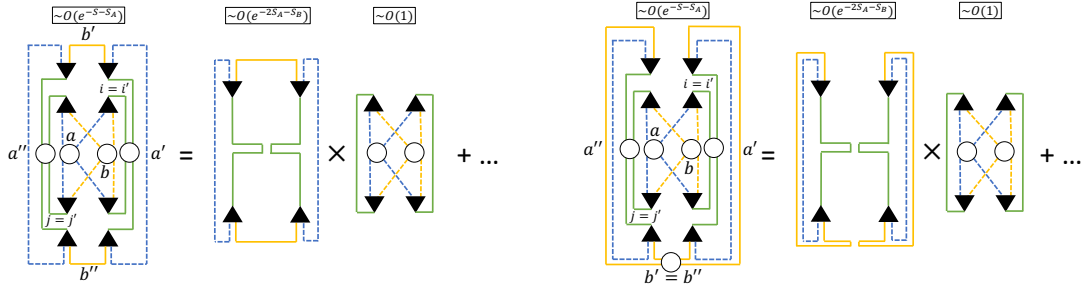 ~O(e^{-S-S_A}) ~O(e^{-2S_A-S_B}) ~O(1)
b′
i = i′
a″ a b a′ = × + ...
j = j′
b″
~O(e^{-S-S_A}) ~O(e^{-2S_A-S_B}) ~O(1)
i = i′
a″ a b a′ = × + ...
j = j′
b′ = b″